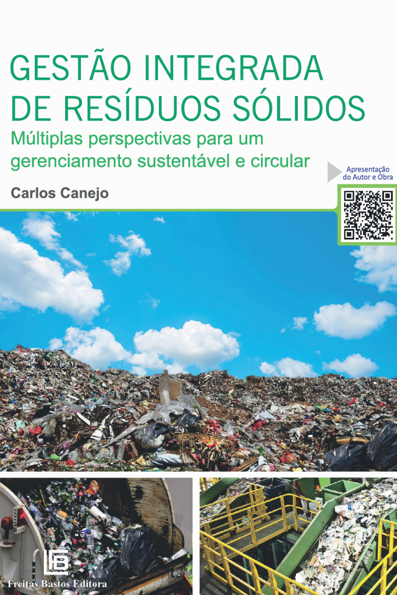 GESTÃO INTEGRADA
DE RESÍDUOS SÓLIDOS
Múltiplas perspectivas para um
gerenciamento sustentável e circular
Carlos Canejo
Apresentação
do Autor e Obra
FB
Freitas Bastos Editora